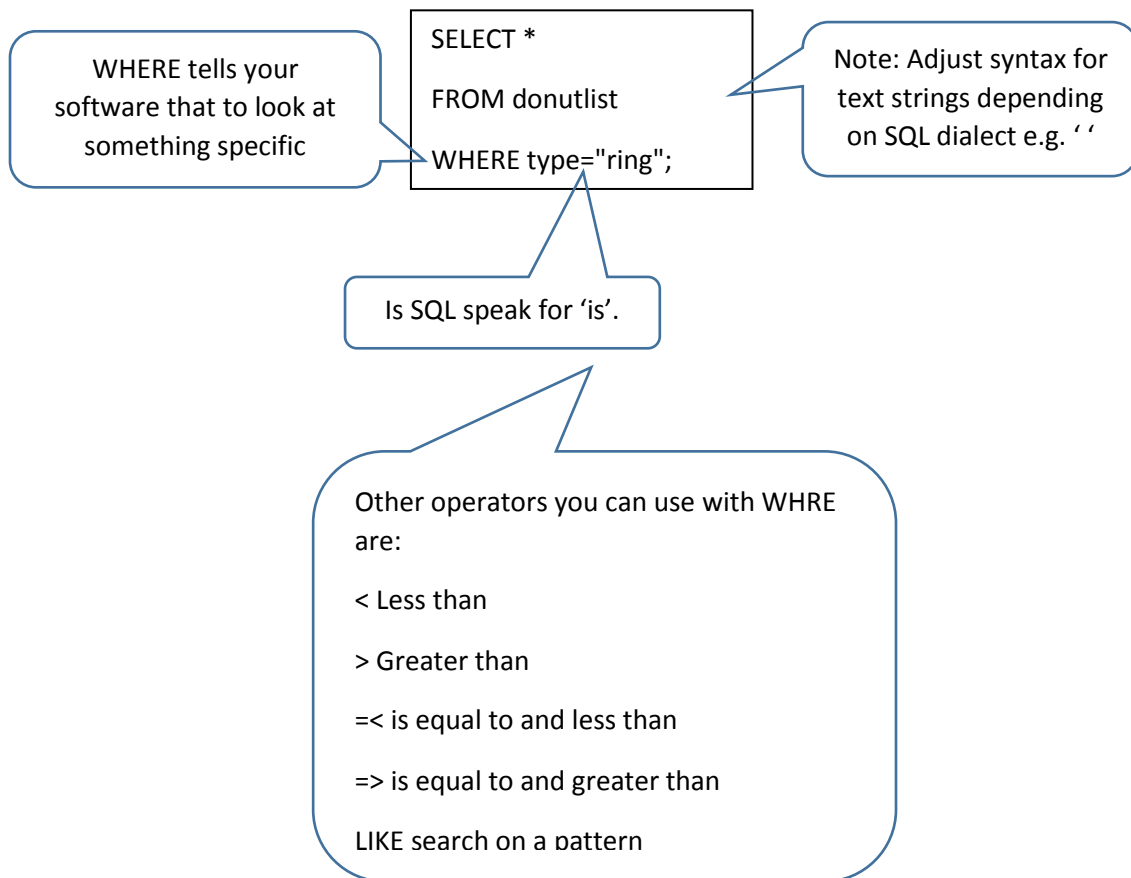 SELECT *
FROM donutlist
WHERE type="ring";
WHERE tells your
software that to look at
something specific
Note: Adjust syntax for
text strings depending
on SQL dialect e.g. ‘ ‘
Is SQL speak for ‘is’.
Other operators you can use with WHRE
are:
< Less than
> Greater than
=< is equal to and less than
=> is equal to and greater than
LIKE search on a pattern